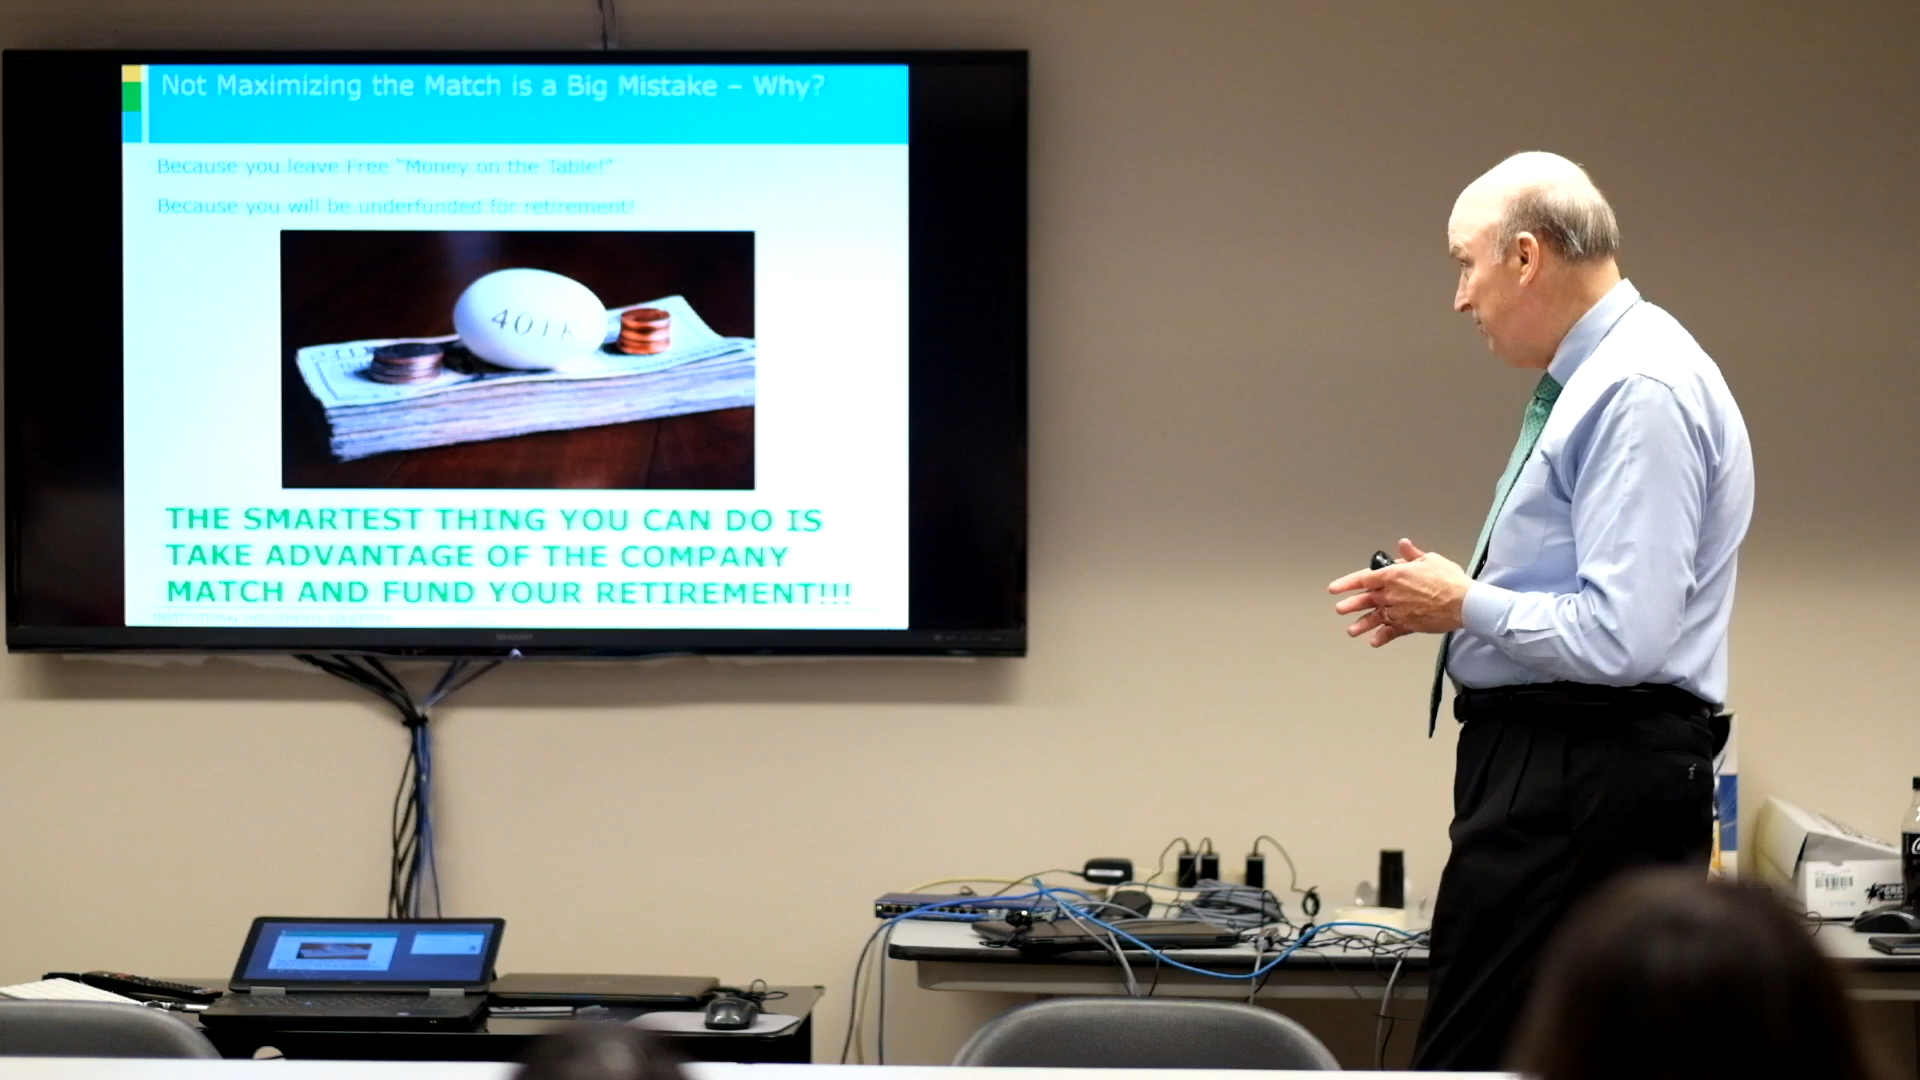 Not Maximizing the Match is a Big Mistake – Why?
Because you leave Free "Money on the Table!"
Because you will be underfunded for retirement!
401K
THE SMARTEST THING YOU CAN DO IS
TAKE ADVANTAGE OF THE COMPANY
MATCH AND FUND YOUR RETIREMENT!!!
SHARP